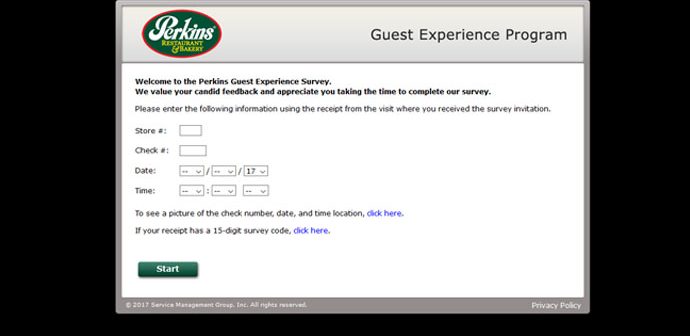 Perkins®
RESTAURANT
& BAKERY
Guest Experience Program
Welcome to the Perkins Guest Experience Survey.
We value your candid feedback and appreciate you taking the time to complete our survey.
Please enter the following information using the receipt from the visit where you received the survey invitation.
Store #:
Check #:
Date: -- / -- / 17
Time: -- : -- --
To see a picture of the check number, date, and time location, click here.
If your receipt has a 15-digit survey code, click here.
Start
© 2017 Service Management Group, Inc. All rights reserved.
Privacy Policy